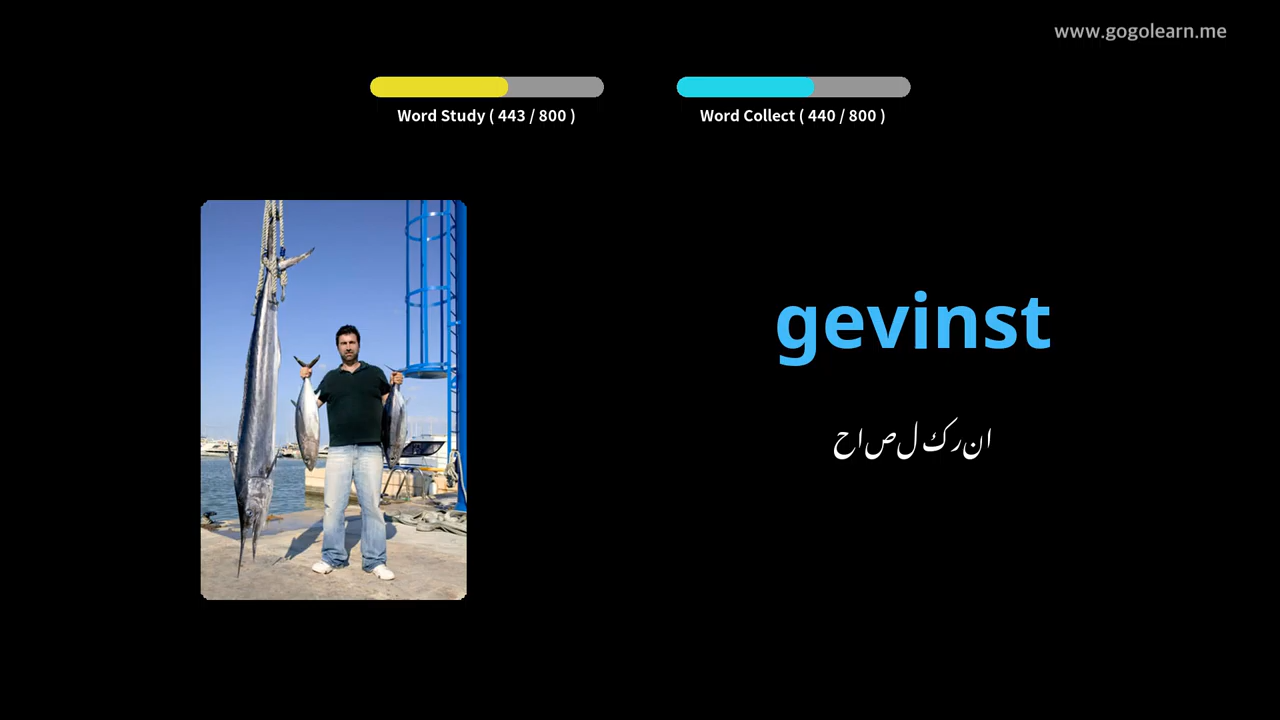 www.gogolearn.me
Word Study ( 443 / 800 )
Word Collect ( 440 / 800 )
gevinst
حاصل کرنا